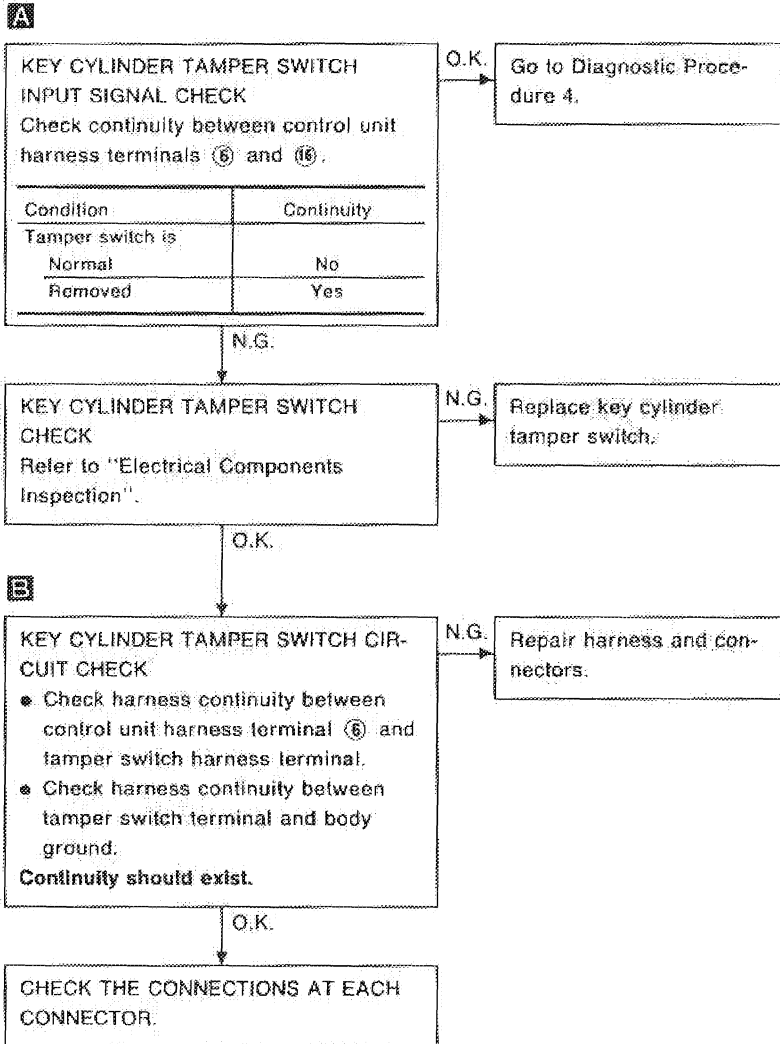 A
KEY CYLINDER TAMPER SWITCH
INPUT SIGNAL CHECK
Check continuity between control unit
harness terminals ⑥ and ⑯.
Condition Continuity
Tamper switch is
Normal No
Removed Yes
O.K.
Go to Diagnostic Proce-
dure 4.
N.G.
KEY CYLINDER TAMPER SWITCH
CHECK
Refer to "Electrical Components
Inspection".
N.G.
Replace key cylinder
tamper switch.
O.K.
B
KEY CYLINDER TAMPER SWITCH CIR-
CUIT CHECK
● Check harness continuity between
control unit harness terminal ⑥ and
tamper switch harness terminal.
● Check harness continuity between
tamper switch terminal and body
ground.
Continuity should exist.
N.G.
Repair harness and con-
nectors.
O.K.
CHECK THE CONNECTIONS AT EACH
CONNECTOR.